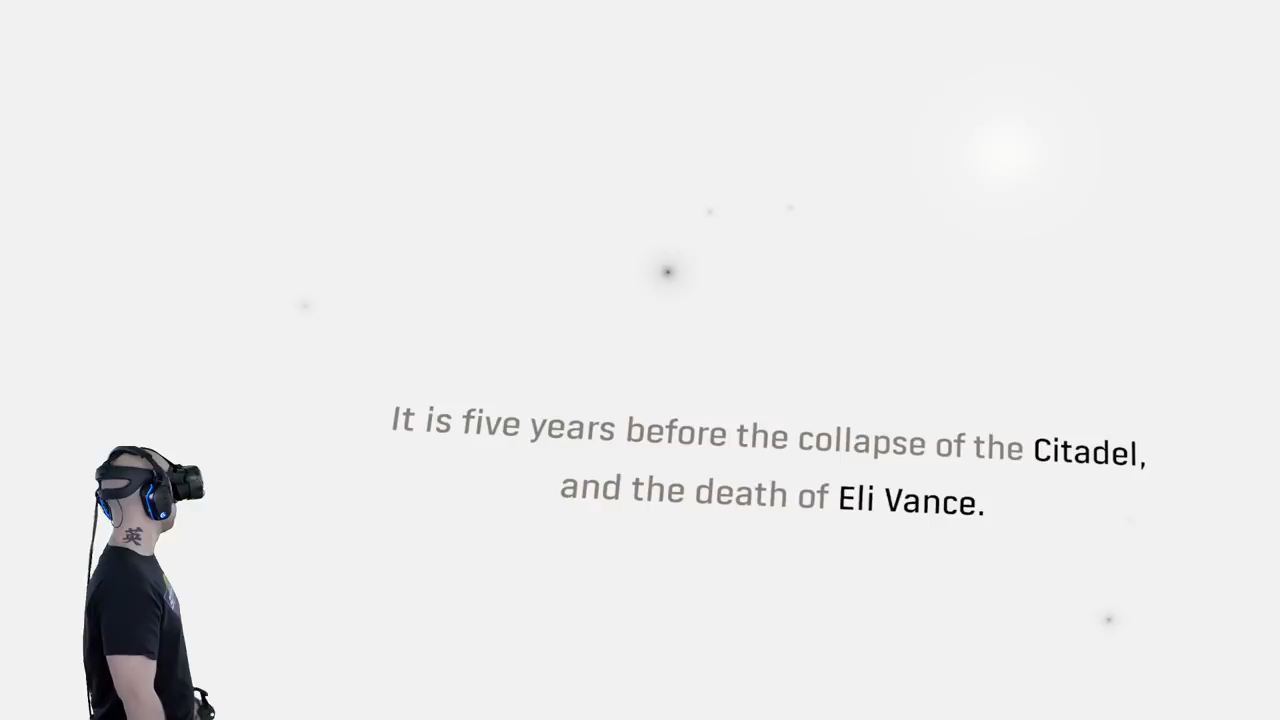 It is five years before the collapse of the Citadel,
and the death of Eli Vance.
英